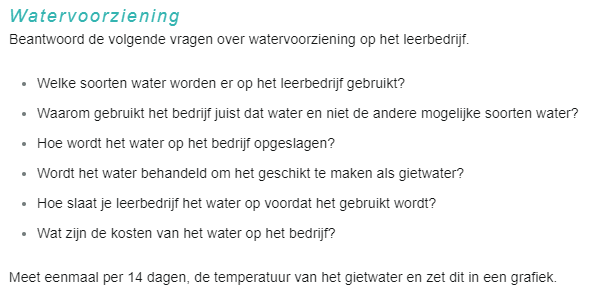 Watervoorziening
Beantwoord de volgende vragen over watervoorziening op het leerbedrijf.
• Welke soorten water worden er op het leerbedrijf gebruikt?
• Waarom gebruikt het bedrijf juist dat water en niet de andere mogelijke soorten water?
• Hoe wordt het water op het bedrijf opgeslagen?
• Wordt het water behandeld om het geschikt te maken als gietwater?
• Hoe slaat je leerbedrijf het water op voordat het gebruikt wordt?
• Wat zijn de kosten van het water op het bedrijf?
Meet eenmaal per 14 dagen, de temperatuur van het gietwater en zet dit in een grafiek.